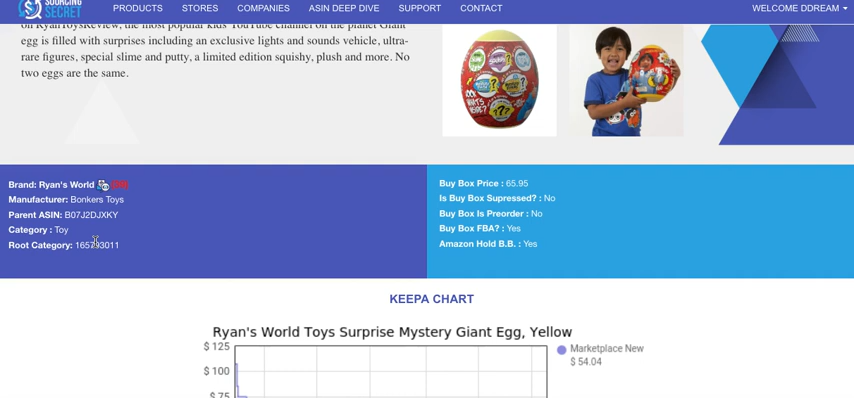 SOURCING
SECRET
PRODUCTS STORES COMPANIES ASIN DEEP DIVE SUPPORT CONTACT WELCOME DDREAM
on RyanToysReview, the most popular kids YouTube channel on the planet Giant
egg is filled with surprises including an exclusive lights and sounds vehicle, ultra-
rare figures, special slime and putty, a limited edition squishy, plush and more. No
two eggs are the same.
Brand: Ryan's World
Manufacturer: Bonkers Toys
Parent ASIN: B07J2DJXKY
Category : Toy
Root Category: 165793011
Buy Box Price : 65.95
Is Buy Box Supressed? : No
Buy Box Is Preorder : No
Buy Box FBA? : Yes
Amazon Hold B.B. : Yes
KEEPA CHART
Ryan's World Toys Surprise Mystery Giant Egg, Yellow
$ 125
$ 100
$ 75
Marketplace New
$ 54.04